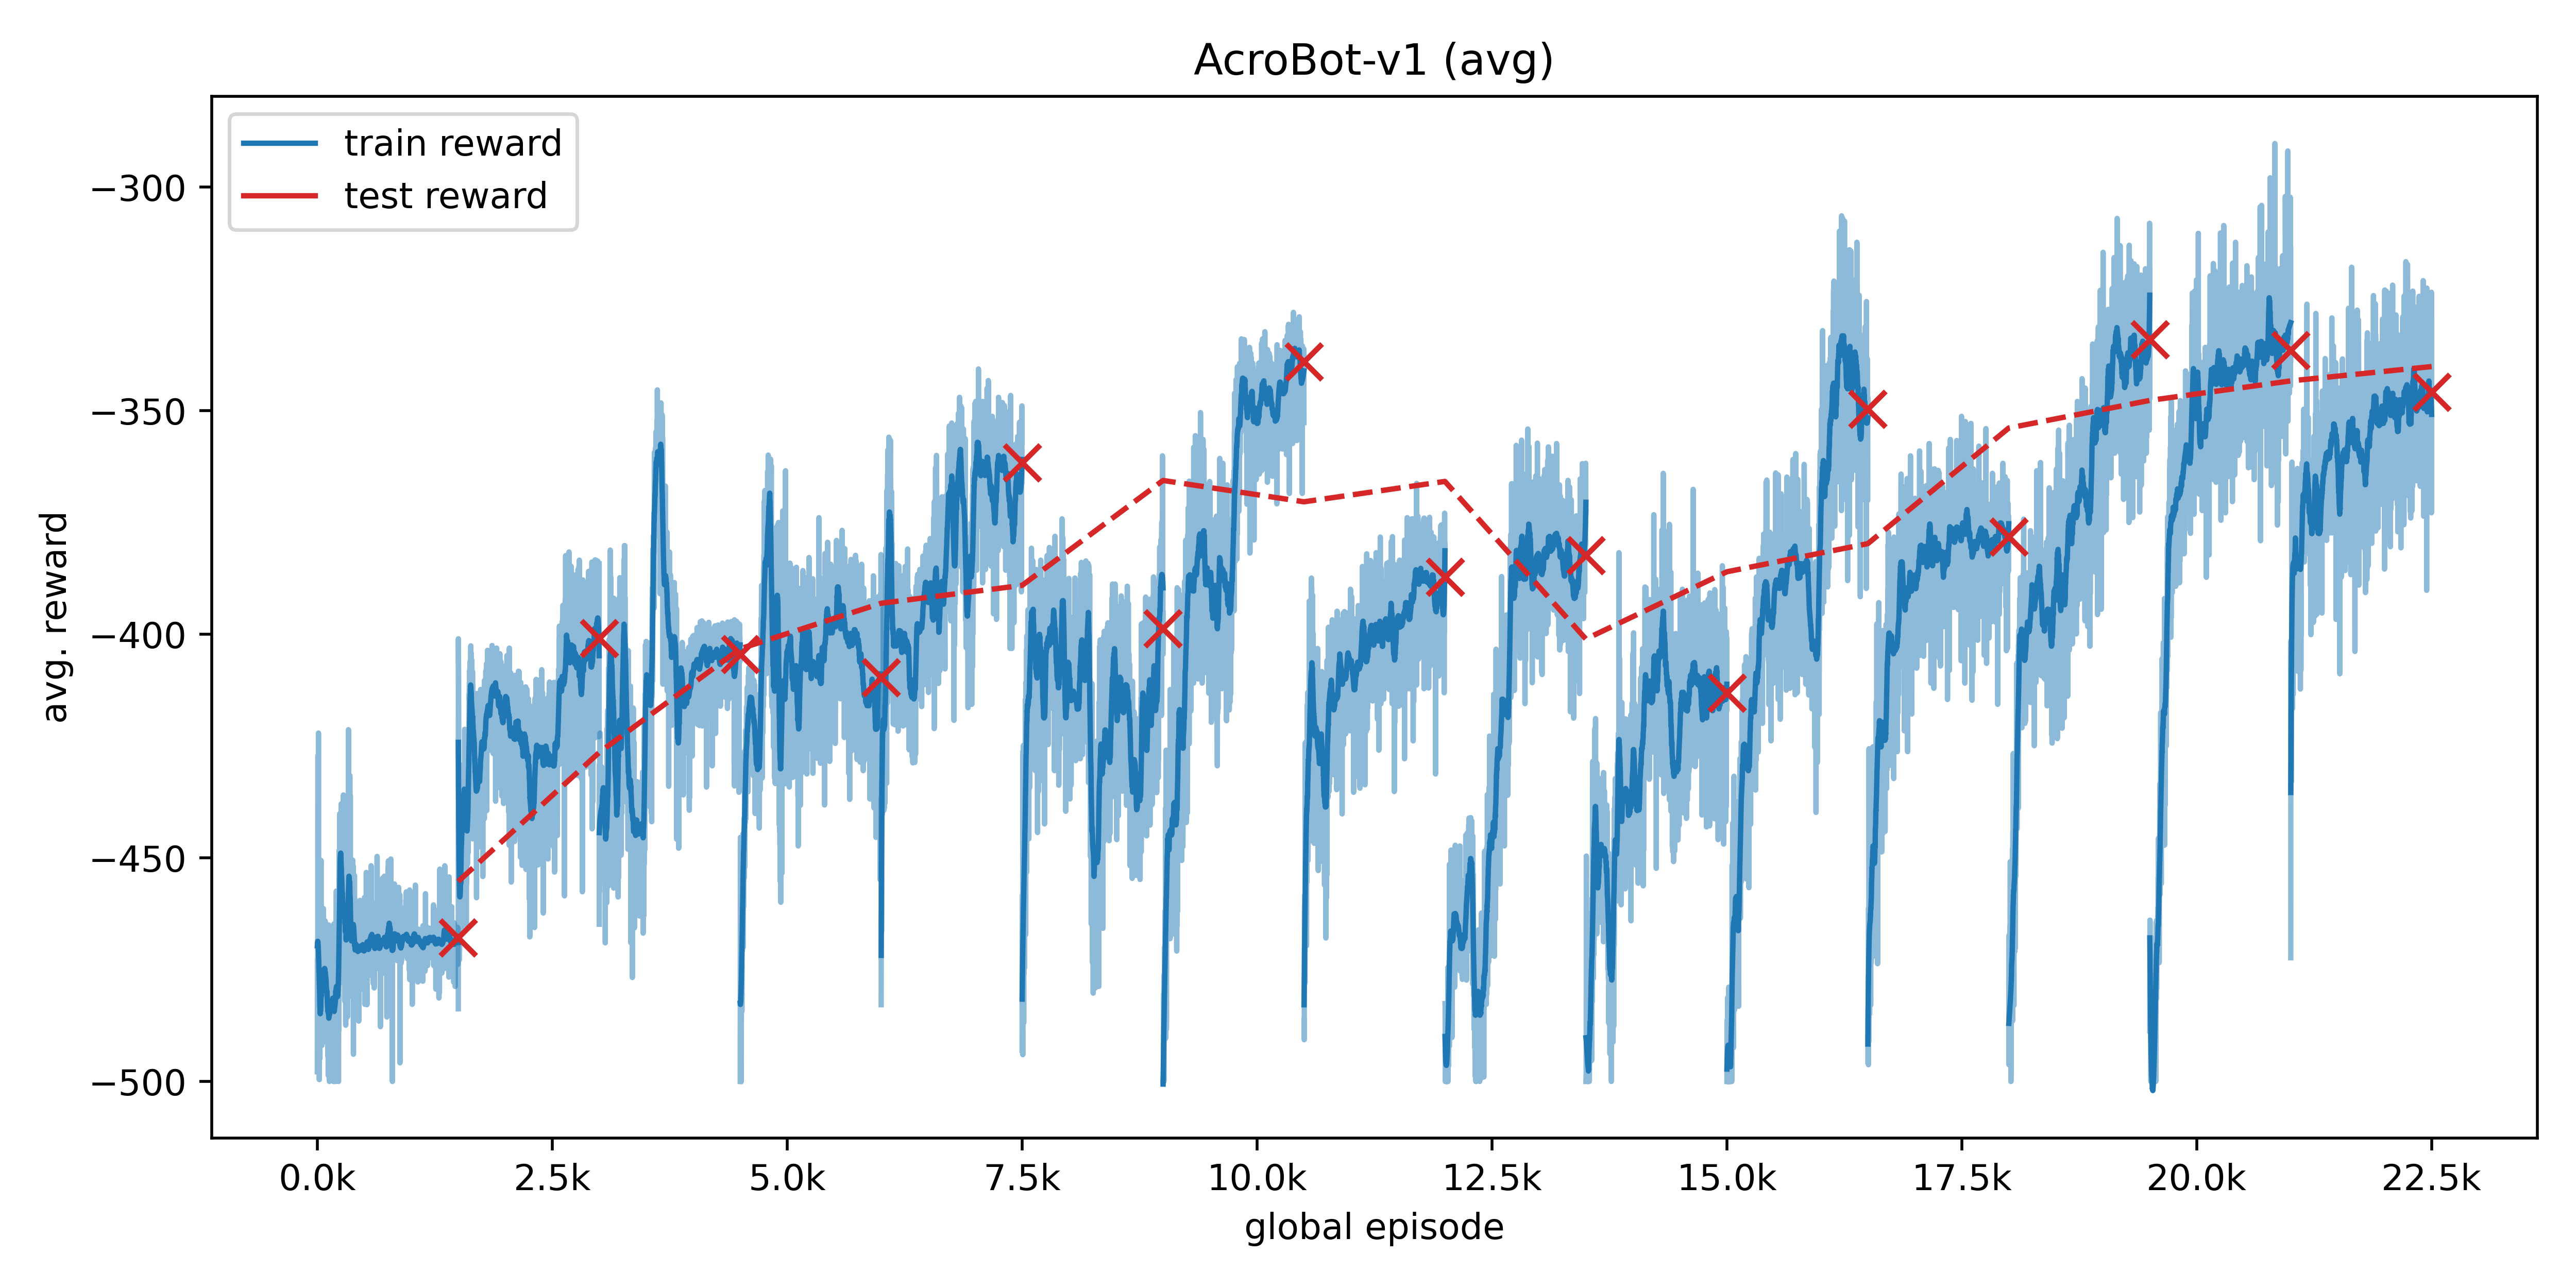 AcroBot-v1 (avg)
train reward
test reward
avg. reward
−300
−350
−400
−450
−500
0.0k 2.5k 5.0k 7.5k 10.0k 12.5k 15.0k 17.5k 20.0k 22.5k
global episode